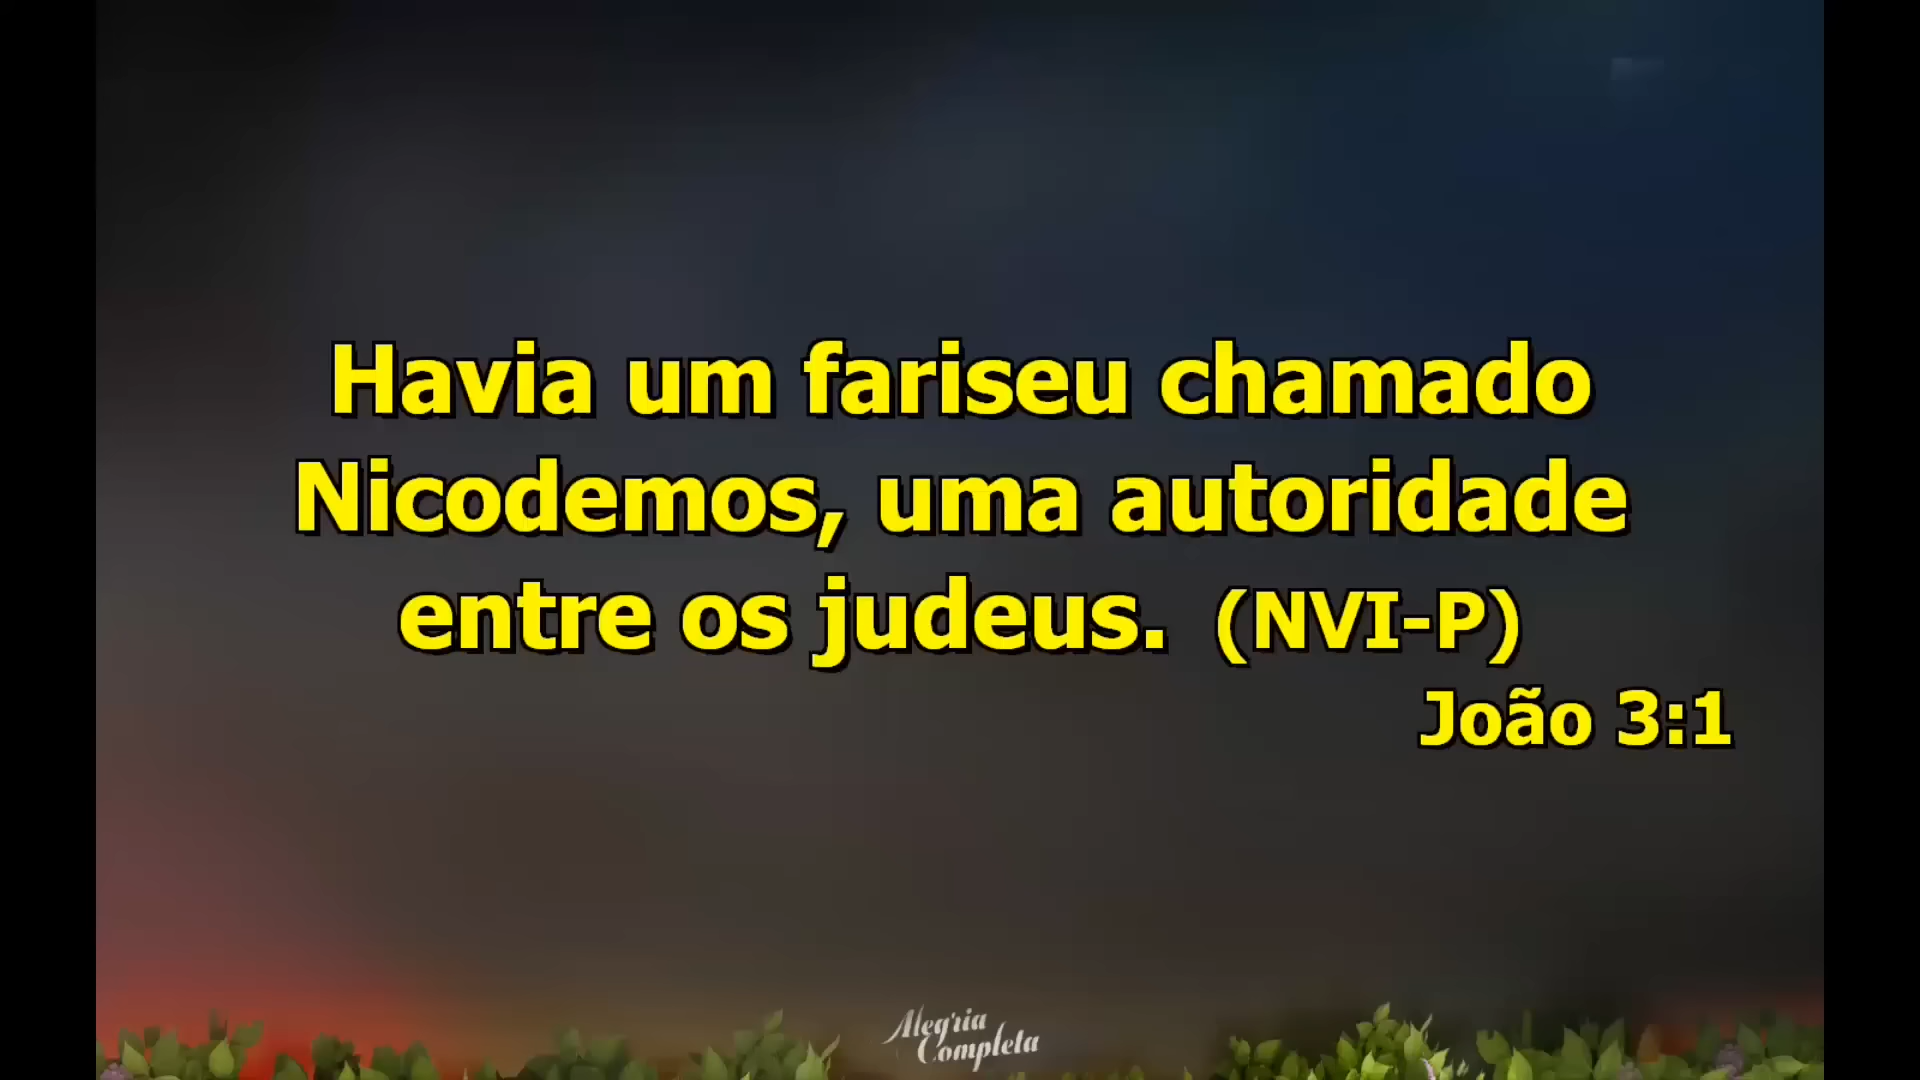 Havia um fariseu chamado
Nicodemos, uma autoridade
entre os judeus. (NVI-P)
João 3:1
Alegria
Completa